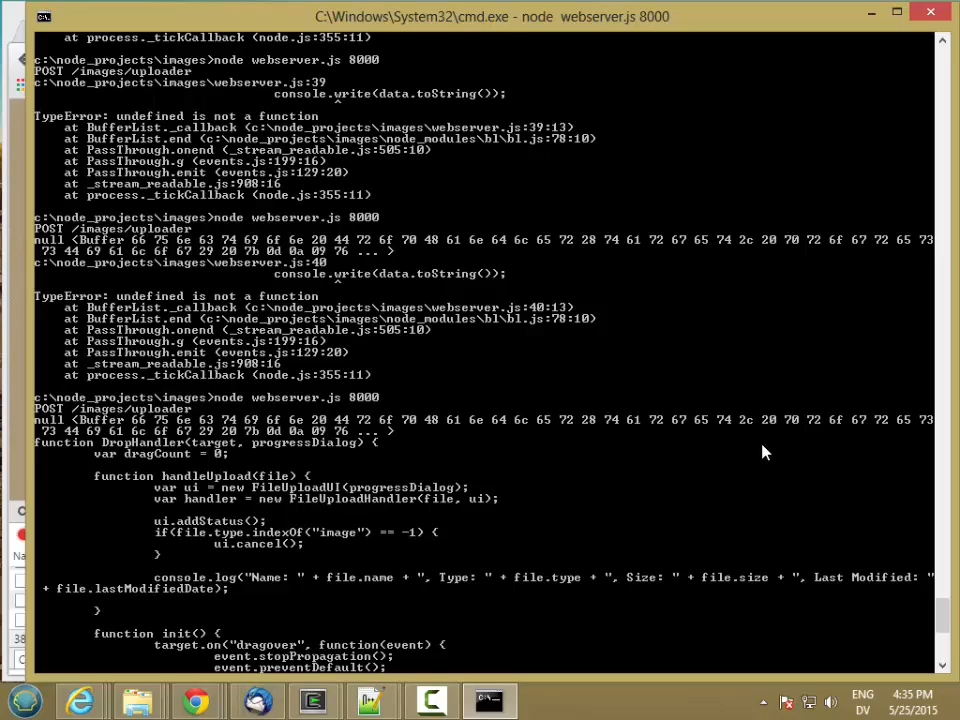 C:\Windows\System32\cmd.exe - node  webserver.js 8000
at process._tickCallback (node.js:355:11)
c:\node_projects\images>node webserver.js 8000
POST /images/uploader
c:\node_projects\images\webserver.js:39
console.write(data.toString());
^
TypeError: undefined is not a function
at BufferList._callback (c:\node_projects\images\webserver.js:39:13)
at BufferList.end (c:\node_projects\images\node_modules\bl\bl.js:78:10)
at PassThrough.onend (_stream_readable.js:505:10)
at PassThrough.g (events.js:199:16)
at PassThrough.emit (events.js:129:20)
at _stream_readable.js:908:16
at process._tickCallback (node.js:355:11)
c:\node_projects\images>node webserver.js 8000
POST /images/uploader
null <Buffer 66 75 6e 63 74 69 6f 6e 20 44 72 6f 70 48 61 6e 64 6c 65 72 28 74 61 72 67 65 74 2c 20 70 72 6f 67 72 65 73
73 44 69 61 6c 6f 67 29 20 7b 0d 0a 09 76 ... >
c:\node_projects\images\webserver.js:40
console.write(data.toString());
^
TypeError: undefined is not a function
at BufferList._callback (c:\node_projects\images\webserver.js:40:13)
at BufferList.end (c:\node_projects\images\node_modules\bl\bl.js:78:10)
at PassThrough.onend (_stream_readable.js:505:10)
at PassThrough.g (events.js:199:16)
at PassThrough.emit (events.js:129:20)
at _stream_readable.js:908:16
at process._tickCallback (node.js:355:11)
c:\node_projects\images>node webserver.js 8000
POST /images/uploader
null <Buffer 66 75 6e 63 74 69 6f 6e 20 44 72 6f 70 48 61 6e 64 6c 65 72 28 74 61 72 67 65 74 2c 20 70 72 6f 67 72 65 73
73 44 69 61 6c 6f 67 29 20 7b 0d 0a 09 76 ... >
function DropHandler(target, progressDialog) {
var dragCount = 0;
function handleUpload(file) {
var ui = new FileUploadUI(progressDialog);
var handler = new FileUploadHandler(file, ui);
ui.addStatus();
if(file.type.indexOf("image") == -1) {
ui.cancel();
}
console.log("Name: " + file.name + ", Type: " + file.type + ", Size: " + file.size + ", Last Modified: "
+ file.lastModifiedDate);
}
function init() {
target.on("dragover", function(event) {
event.stopPropagation();
event.preventDefault();
Na
38
C
ENG
DV
4:35 PM
5/25/2015